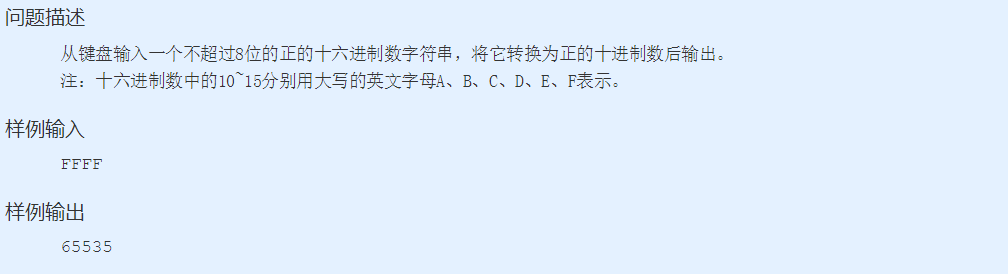 问题描述
从键盘输入一个不超过8位的正的十六进制数字符串，将它转换为正的十进制数后输出。
注：十六进制数中的10~15分别用大写的英文字母A、B、C、D、E、F表示。
样例输入
FFFF
样例输出
65535